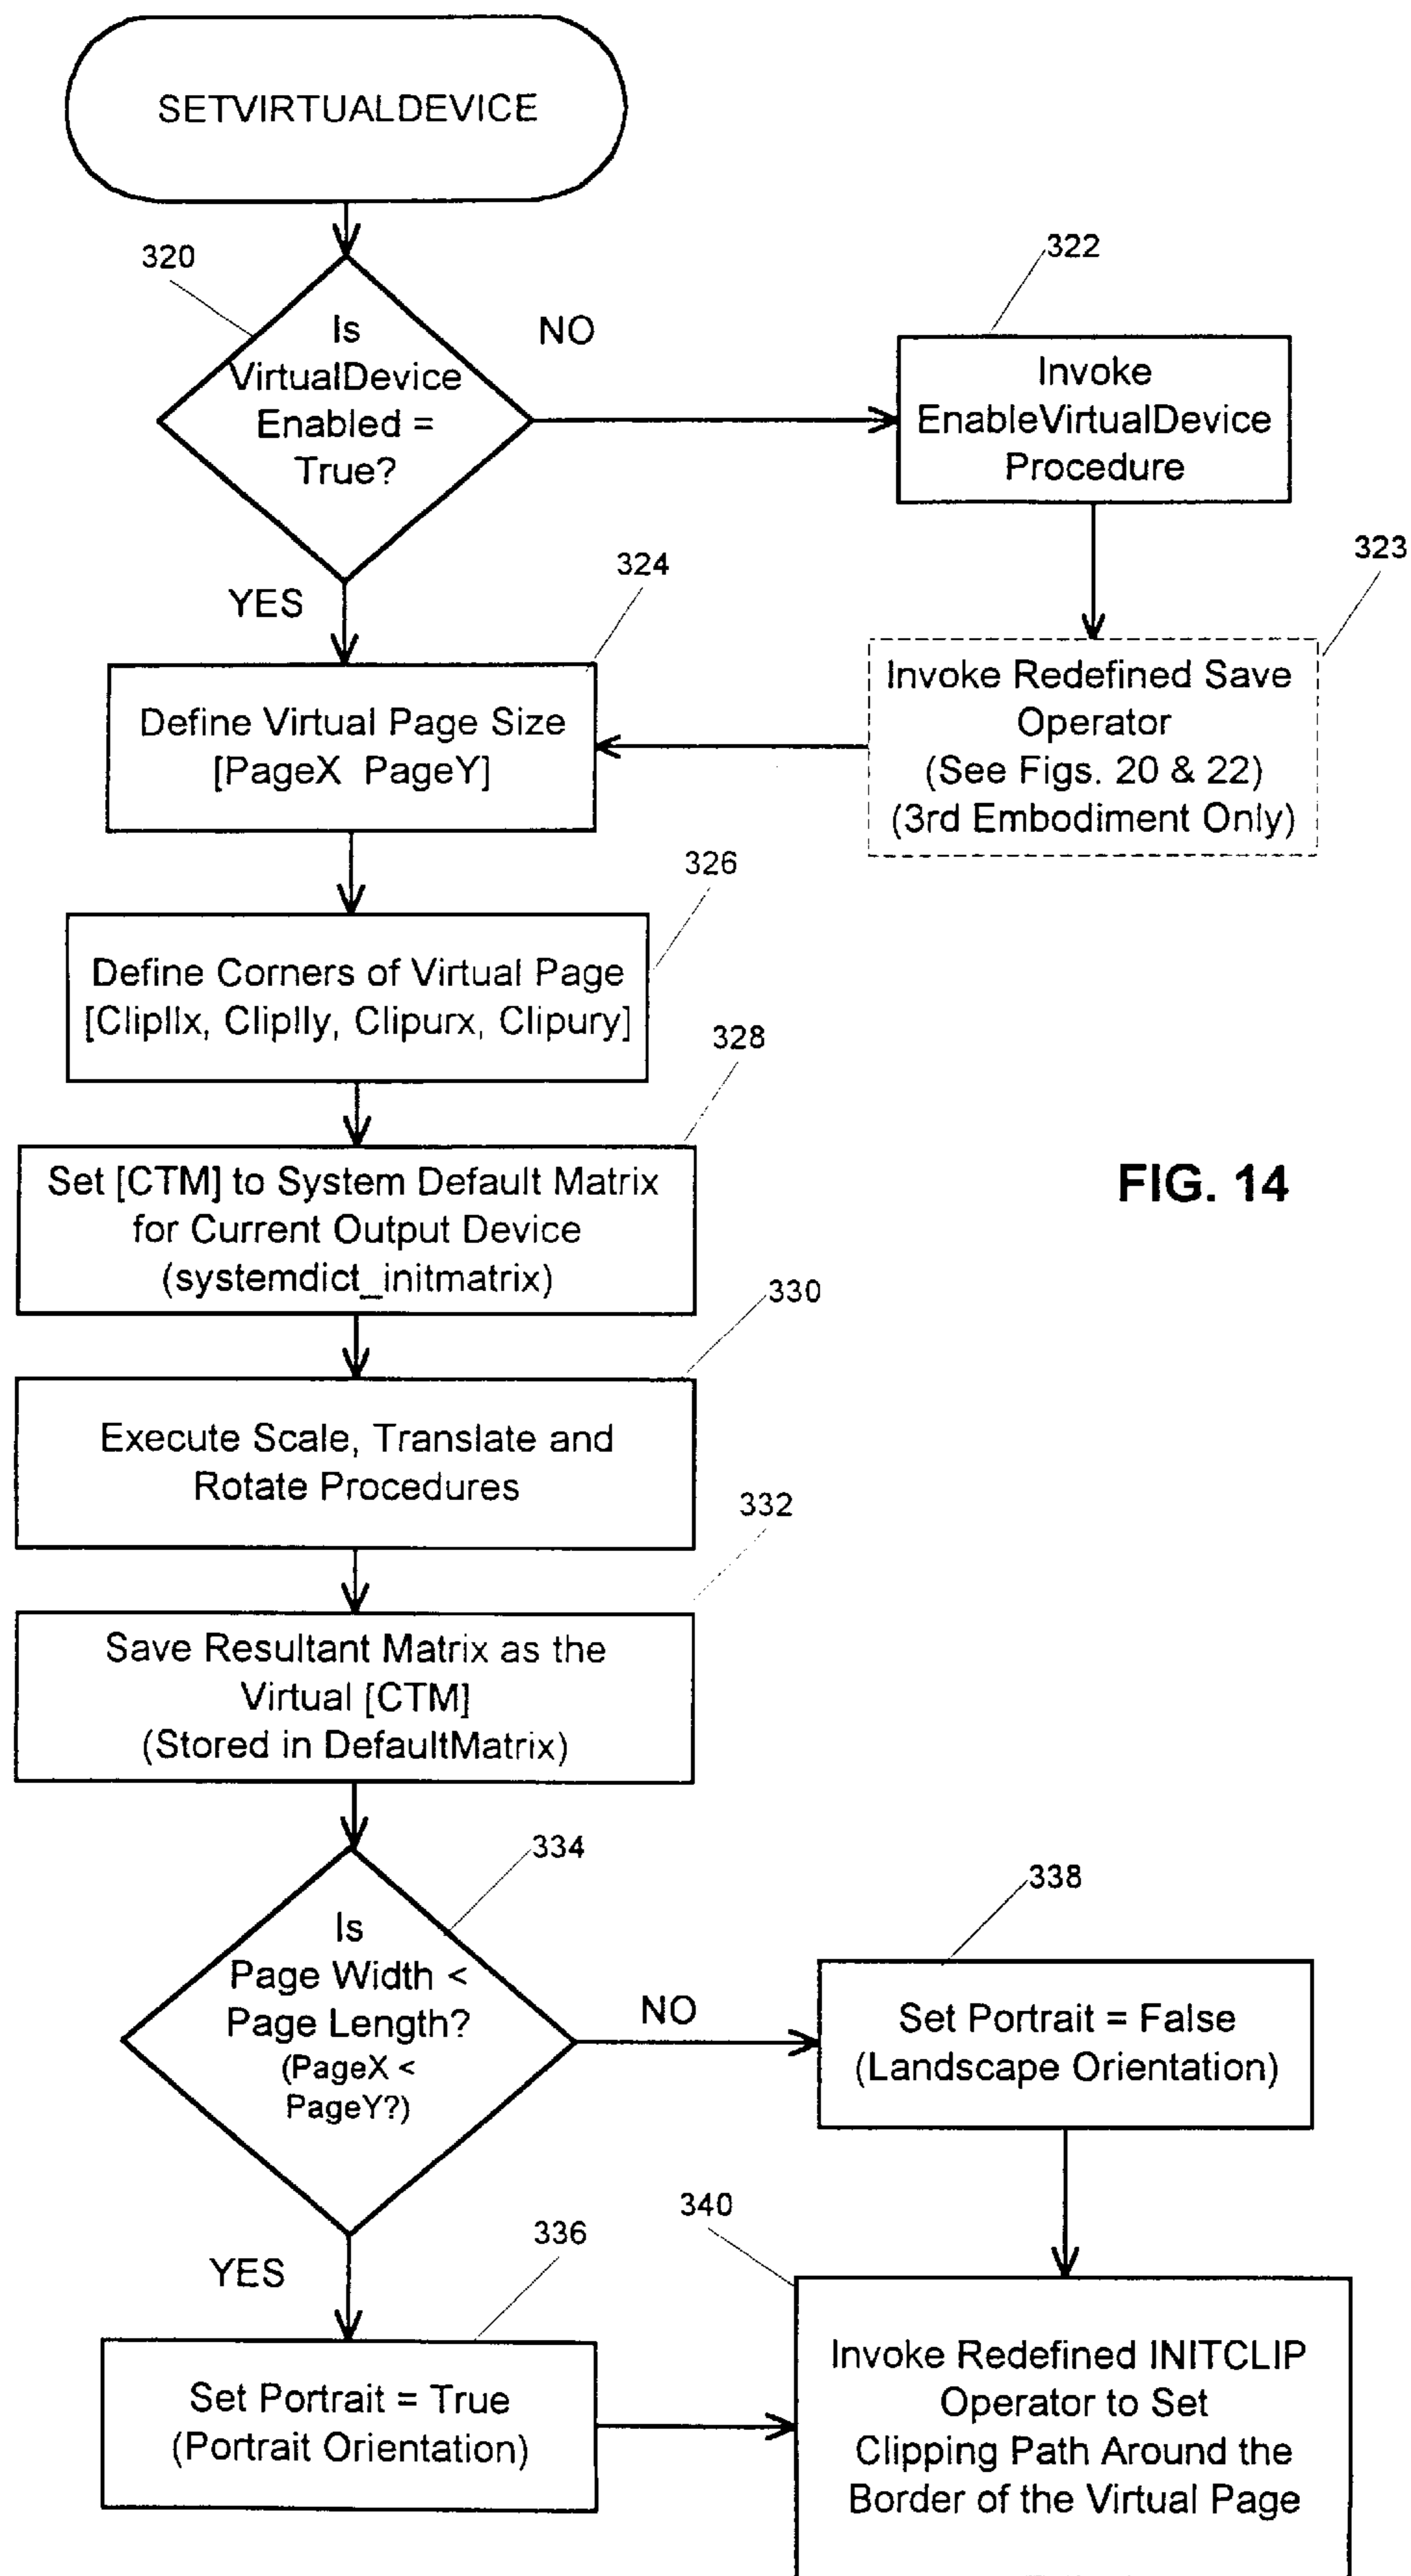 SETVIRTUALDEVICE
320
Is
VirtualDevice
Enabled =
True?
NO
322
Invoke
EnableVirtualDevice
Procedure
323
Invoke Redefined Save
Operator
(See Figs. 20 & 22)
(3rd Embodiment Only)
YES
324
Define Virtual Page Size
[PageX PageY]
326
Define Corners of Virtual Page
[Clipllx, Cliplly, Clipurx, Clipury]
328
Set [CTM] to System Default Matrix
for Current Output Device
(systemdict_initmatrix)
FIG. 14
330
Execute Scale, Translate and
Rotate Procedures
332
Save Resultant Matrix as the
Virtual [CTM]
(Stored in DefaultMatrix)
334
Is
Page Width <
Page Length?
(PageX <
PageY?)
NO
338
Set Portrait = False
(Landscape Orientation)
YES
336
Set Portrait = True
(Portrait Orientation)
340
Invoke Redefined INITCLIP
Operator to Set
Clipping Path Around the
Border of the Virtual Page